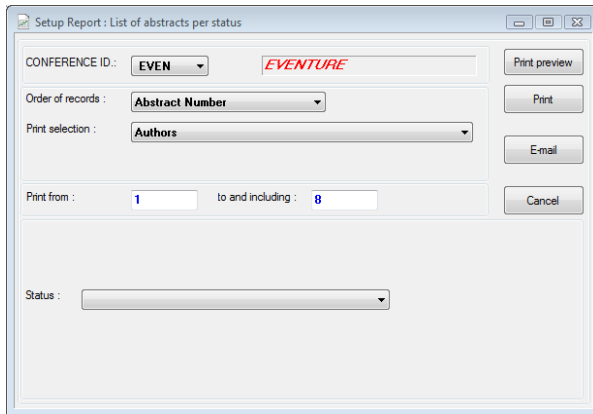 Setup Report : List of abstracts per status
CONFERENCE ID.: EVEN EVENTURE Print preview
Order of records : Abstract Number Print
Print selection : Authors
E-mail
Print from : 1 to and including : 8 Cancel
Status :